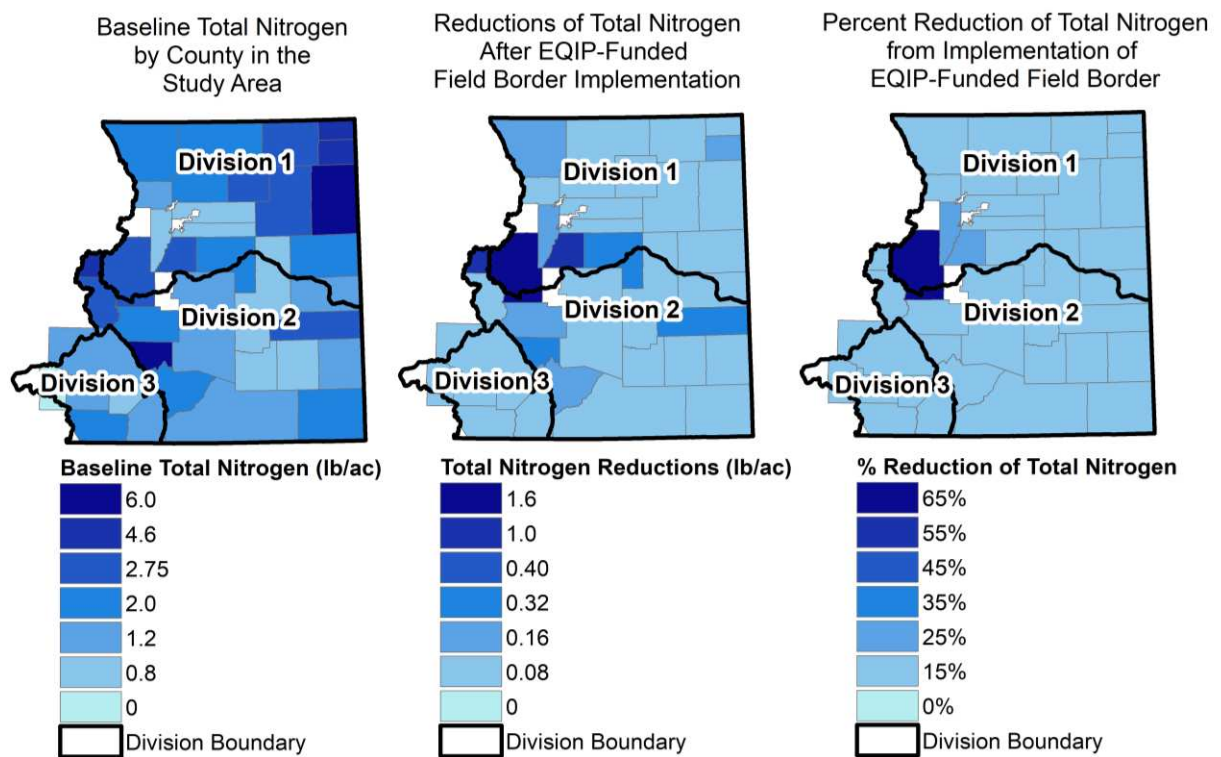 Baseline Total Nitrogen
by County in the
Study Area
Division 1
Division 2
Division 3
Baseline Total Nitrogen (lb/ac)
6.0
4.6
2.75
2.0
1.2
0.8
0
Division Boundary
Reductions of Total Nitrogen
After EQIP-Funded
Field Border Implementation
Division 1
Division 2
Division 3
Total Nitrogen Reductions (lb/ac)
1.6
1.0
0.40
0.32
0.16
0.08
0
Division Boundary
Percent Reduction of Total Nitrogen
from Implementation of
EQIP-Funded Field Border
Division 1
Division 2
Division 3
% Reduction of Total Nitrogen
65%
55%
45%
35%
25%
15%
0%
Division Boundary